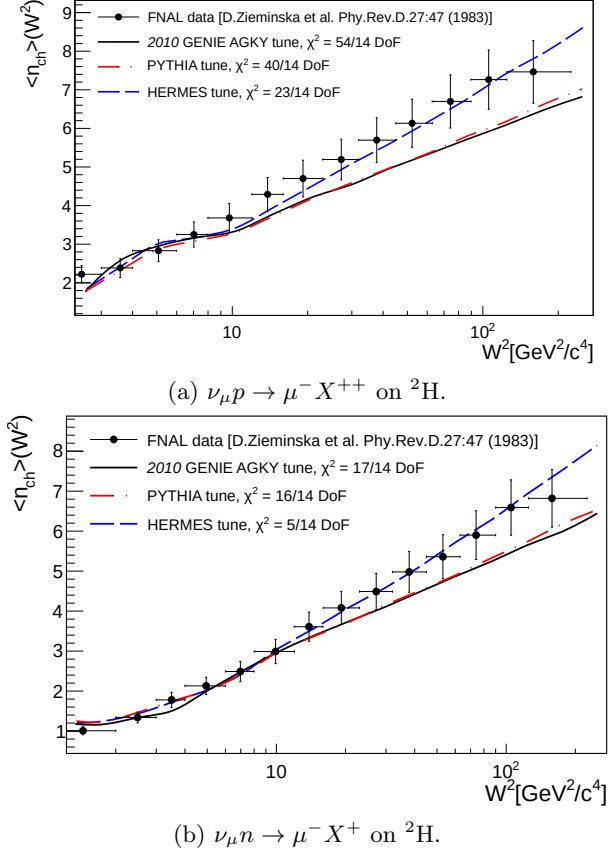 <n_ch>(W²)
9
8
7
6
5
4
3
2
FNAL data [D.Zieminska et al. Phy.Rev.D.27:47 (1983)]
2010 GENIE AGKY tune, χ² = 54/14 DoF
PYTHIA tune, χ² = 40/14 DoF
HERMES tune, χ² = 23/14 DoF
10
10²
W²[GeV²/c⁴]
(a) ν_μ p → μ⁻ X⁺⁺ on ²H.
<n_ch>(W²)
8
7
6
5
4
3
2
1
FNAL data [D.Zieminska et al. Phy.Rev.D.27:47 (1983)]
2010 GENIE AGKY tune, χ² = 17/14 DoF
PYTHIA tune, χ² = 16/14 DoF
HERMES tune, χ² = 5/14 DoF
10
10²
W²[GeV²/c⁴]
(b) ν_μ n → μ⁻ X⁺ on ²H.